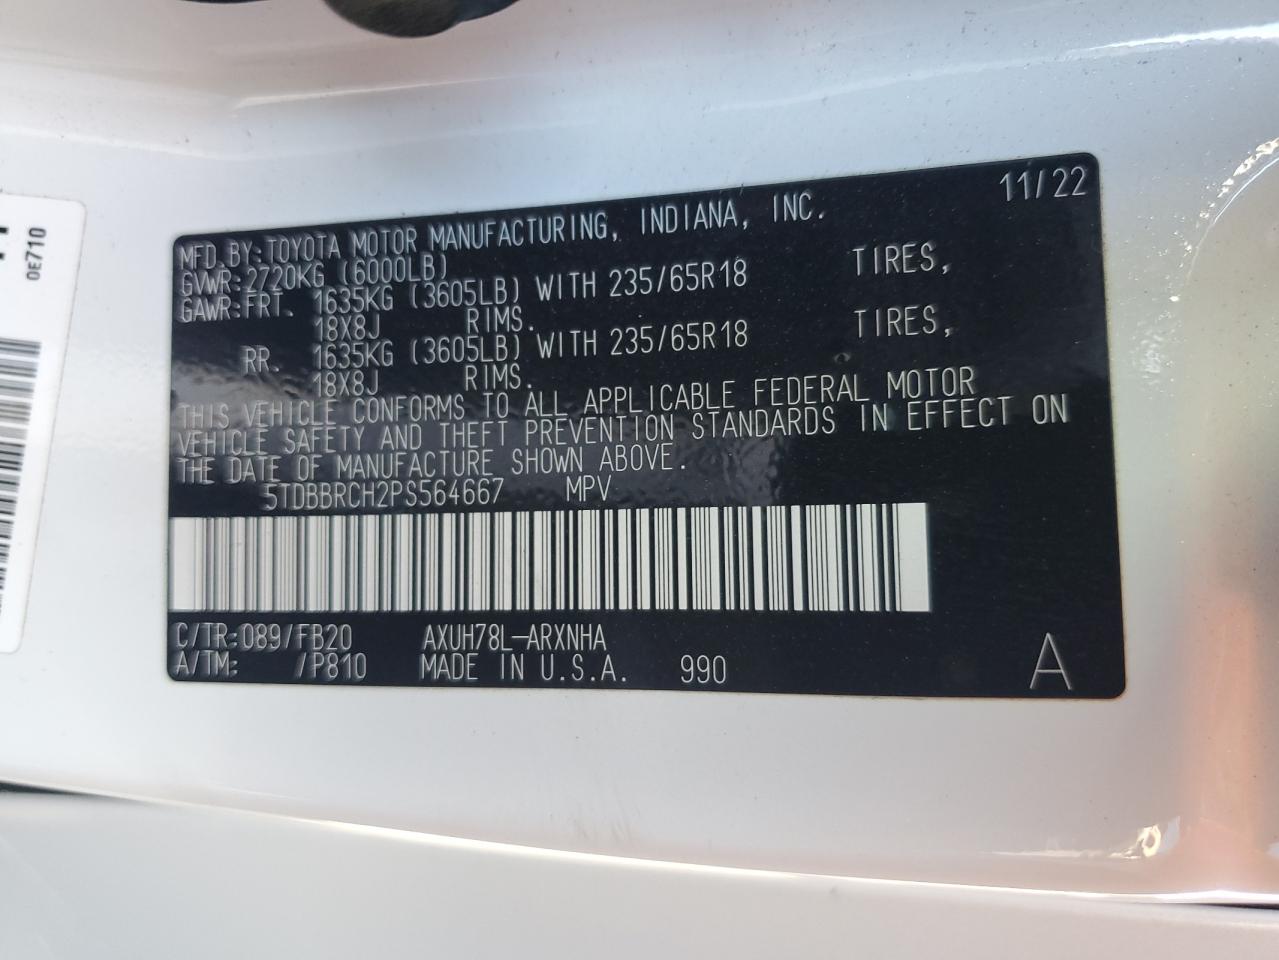 11/22
MFD.BY:TOYOTA MOTOR MANUFACTURING, INDIANA, INC.
GVWR:2720KG (6000LB)
GAWR:FRT. 1635KG (3605LB) WITH 235/65R18 TIRES,
18X8J RIMS.
RR. 1635KG (3605LB) WITH 235/65R18 TIRES,
18X8J RIMS.
THIS VEHICLE CONFORMS TO ALL APPLICABLE FEDERAL MOTOR
VEHICLE SAFETY AND THEFT PREVENTION STANDARDS IN EFFECT ON
THE DATE OF MANUFACTURE SHOWN ABOVE.
5TDBBRCH2PS564667 MPV
C/TR:089/FB20 AXUH78L-ARXNHA
A/TM: /P810 MADE IN U.S.A. 990
A
0E710